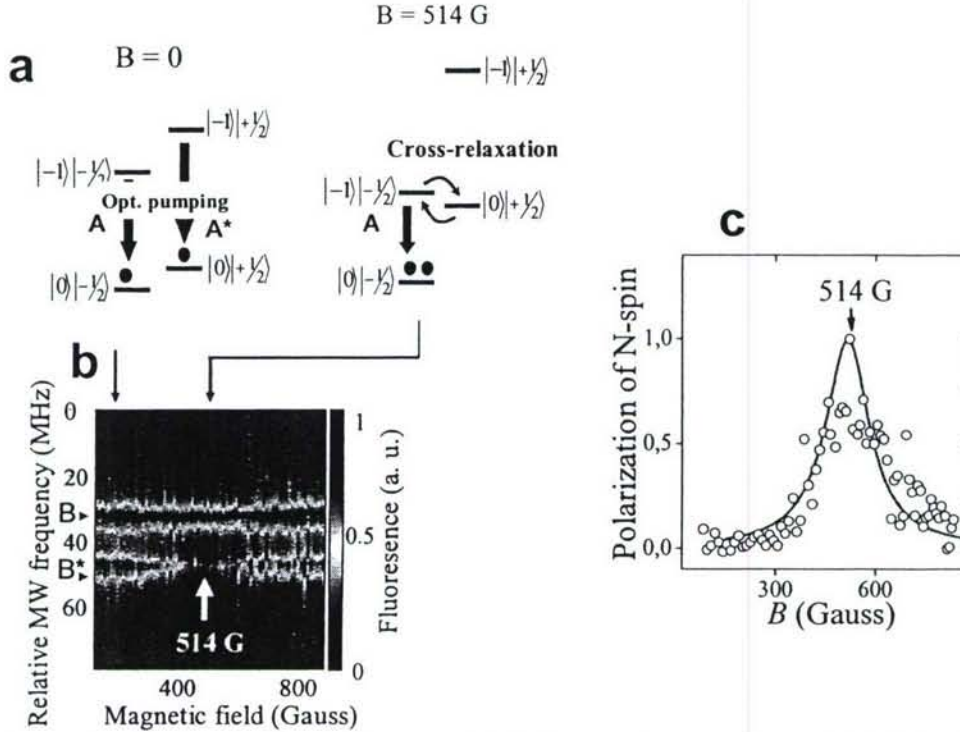 a
B = 0
B = 514 G
|−1⟩|+½⟩
|−1⟩|−½⟩
Opt. pumping
A
A*
|0⟩|−½⟩
|0⟩|+½⟩
|−1⟩|+½⟩
Cross-relaxation
|−1⟩|−½⟩
|0⟩|+½⟩
A
|0⟩|−½⟩
b
Relative MW frequency (MHz)
0
20
B
40
B*
60
514 G
400
800
Magnetic field (Gauss)
1
0.5
0
Fluoresence (a. u.)
c
514 G
Polarization of N-spin
1,0
0,5
0,0
300
600
B (Gauss)